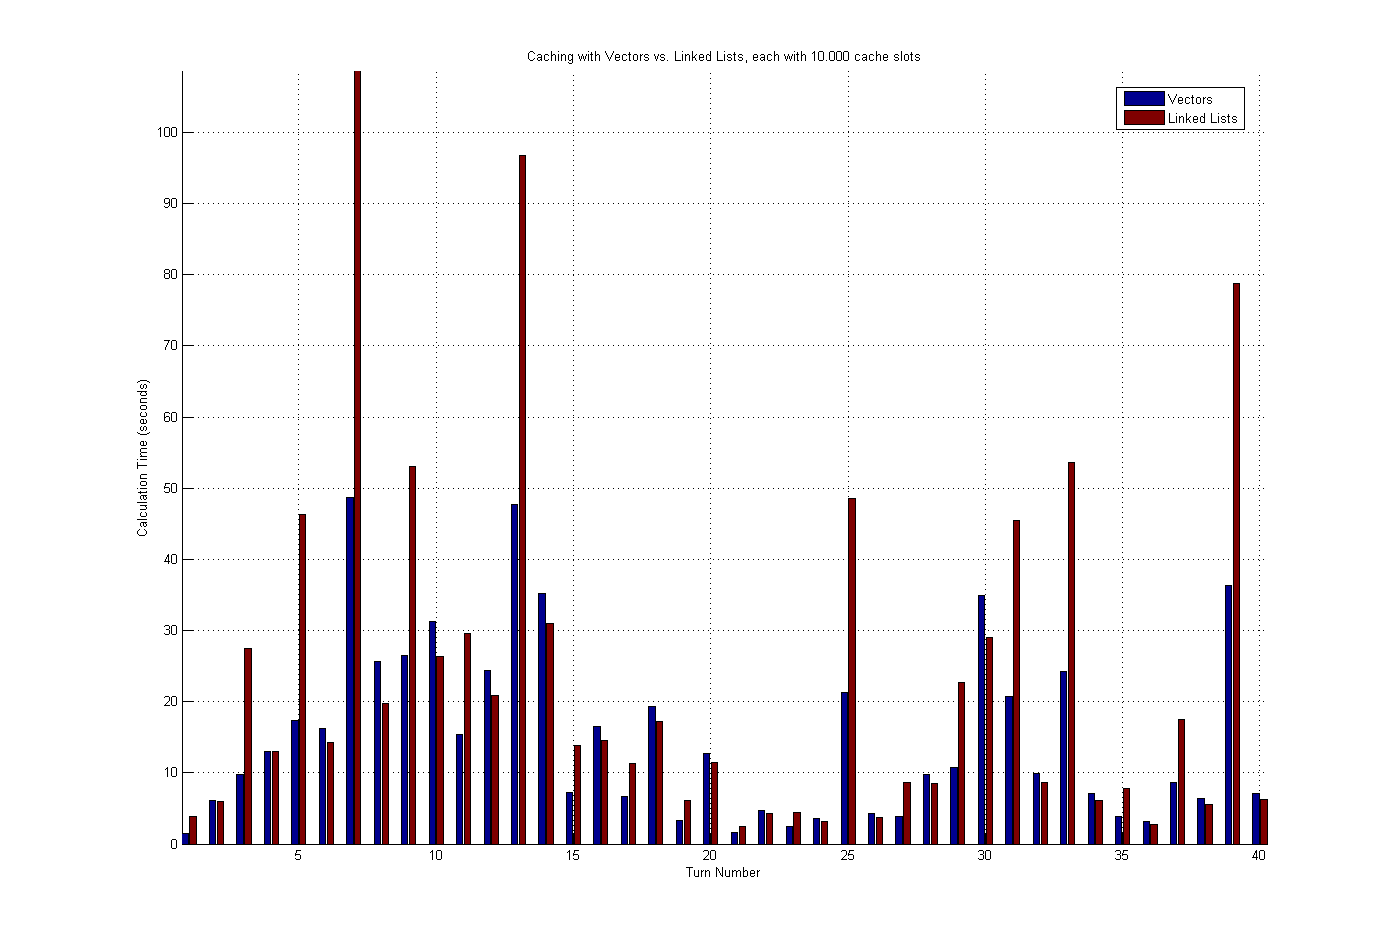 Caching with Vectors vs. Linked Lists, each with 10.000 cache slots
Vectors
Linked Lists
100
90
80
70
60
50
40
30
20
10
0
Calculation Time (seconds)
5 10 15 20 25 30 35 40
Turn Number